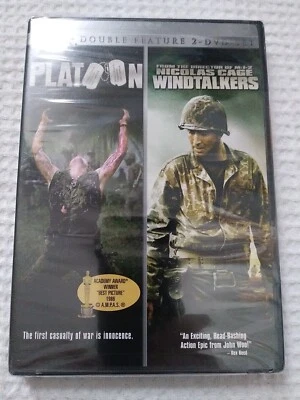 DOUBLE FEATURE 2-DVD SET
PLATOON
FROM THE DIRECTOR OF M:I-2
NICOLAS CAGE
WINDTALKERS
ACADEMY AWARD®
WINNER
"BEST PICTURE"
1986
©A.M.P.A.S.®
The first casualty of war is innocence.
"An Exciting, Head-Bashing
Action Epic from John Woo!"